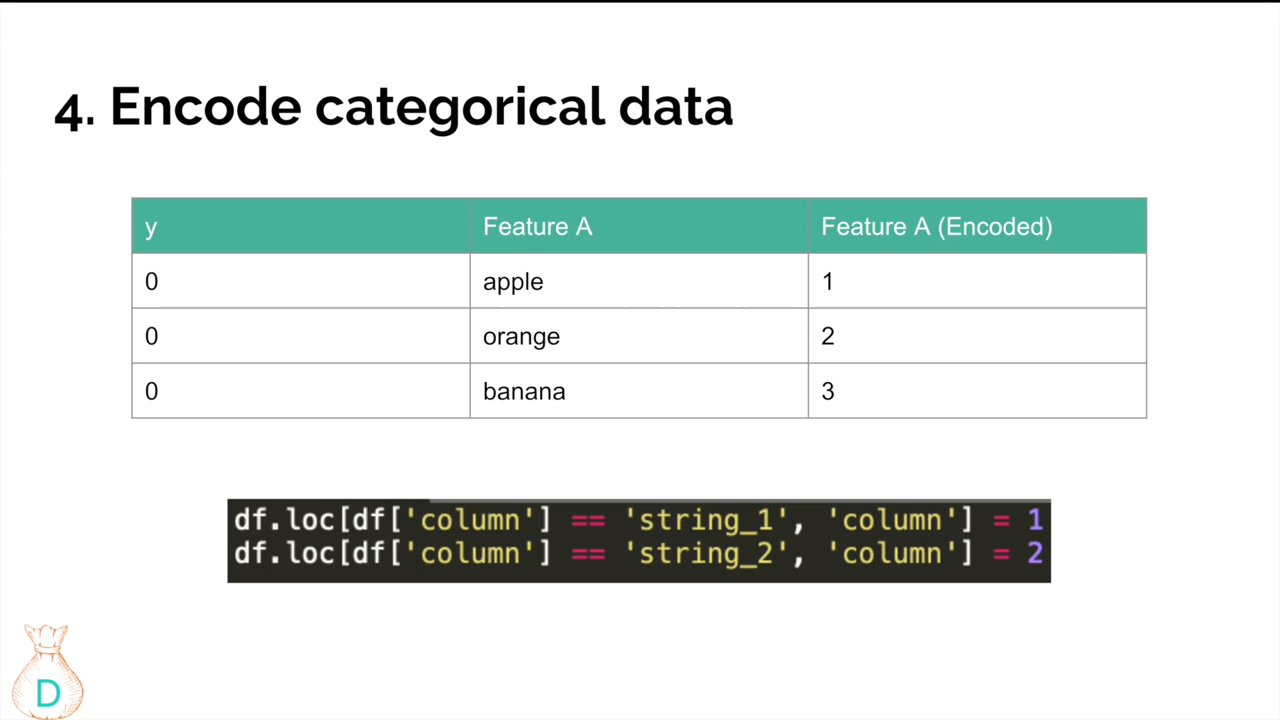 4. Encode categorical data
y Feature A Feature A (Encoded)
0 apple 1
0 orange 2
0 banana 3
df.loc[df['column'] == 'string_1', 'column'] = 1
df.loc[df['column'] == 'string_2', 'column'] = 2
D